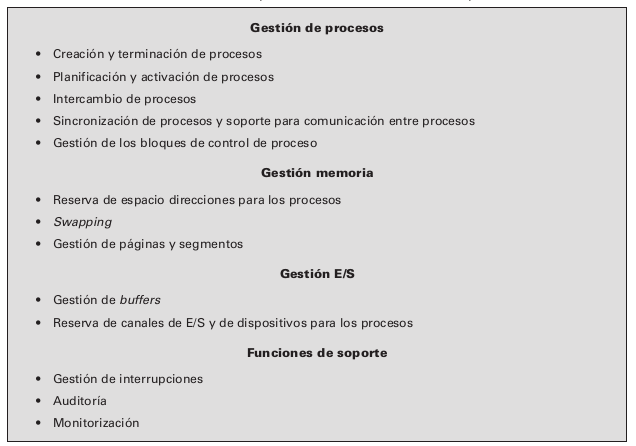 Gestión de procesos
• Creación y terminación de procesos
• Planificación y activación de procesos
• Intercambio de procesos
• Sincronización de procesos y soporte para comunicación entre procesos
• Gestión de los bloques de control de proceso
Gestión memoria
• Reserva de espacio direcciones para los procesos
• Swapping
• Gestión de páginas y segmentos
Gestión E/S
• Gestión de buffers
• Reserva de canales de E/S y de dispositivos para los procesos
Funciones de soporte
• Gestión de interrupciones
• Auditoría
• Monitorización